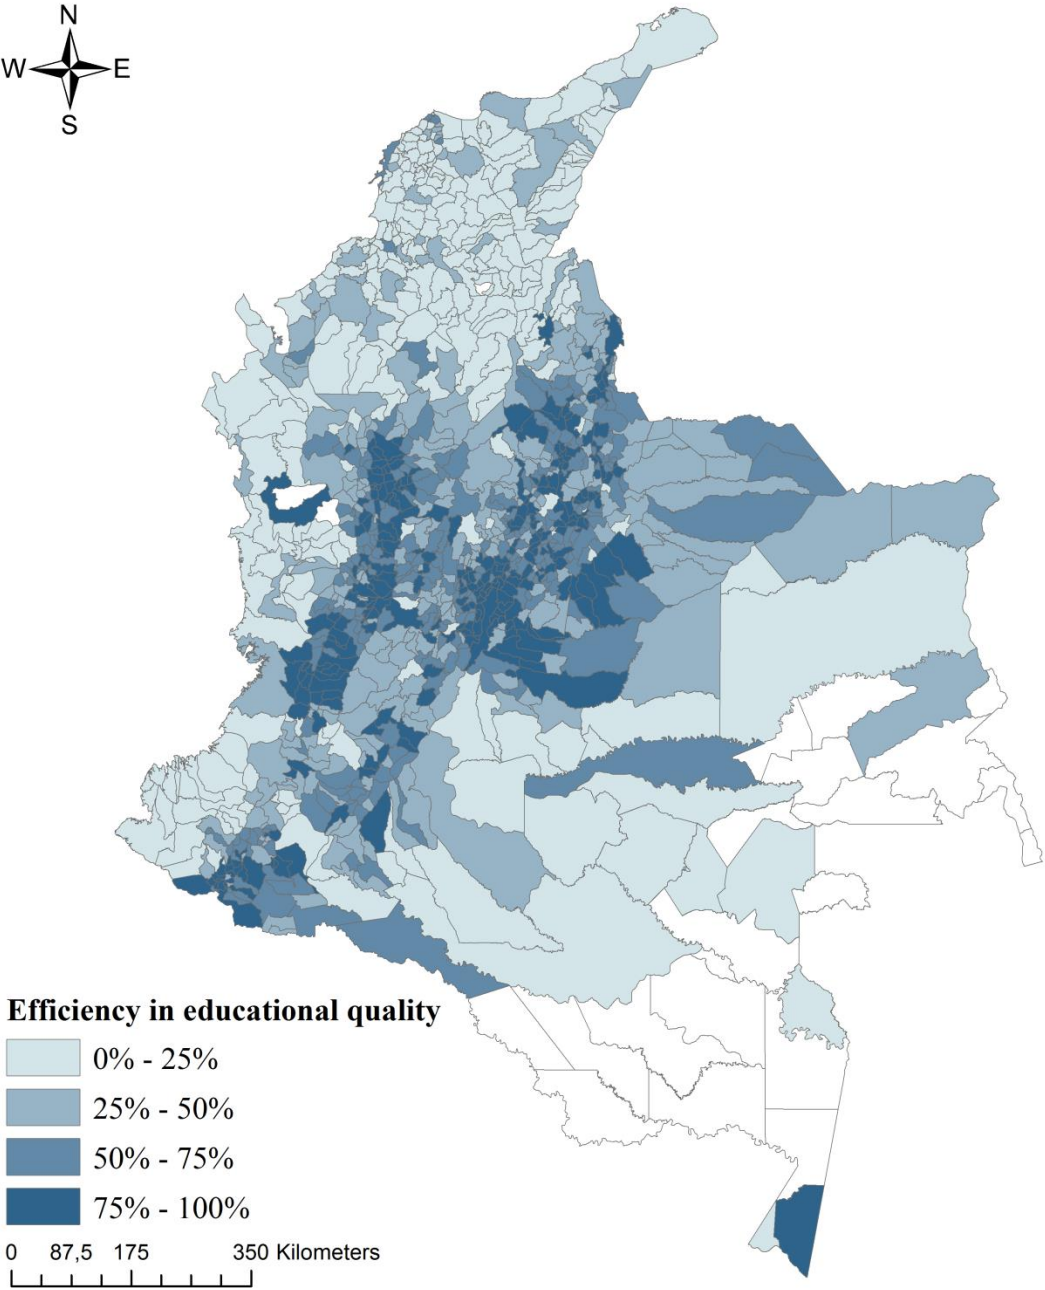 N
W E
S
Efficiency in educational quality
0% - 25%
25% - 50%
50% - 75%
75% - 100%
0 87,5 175 350 Kilometers